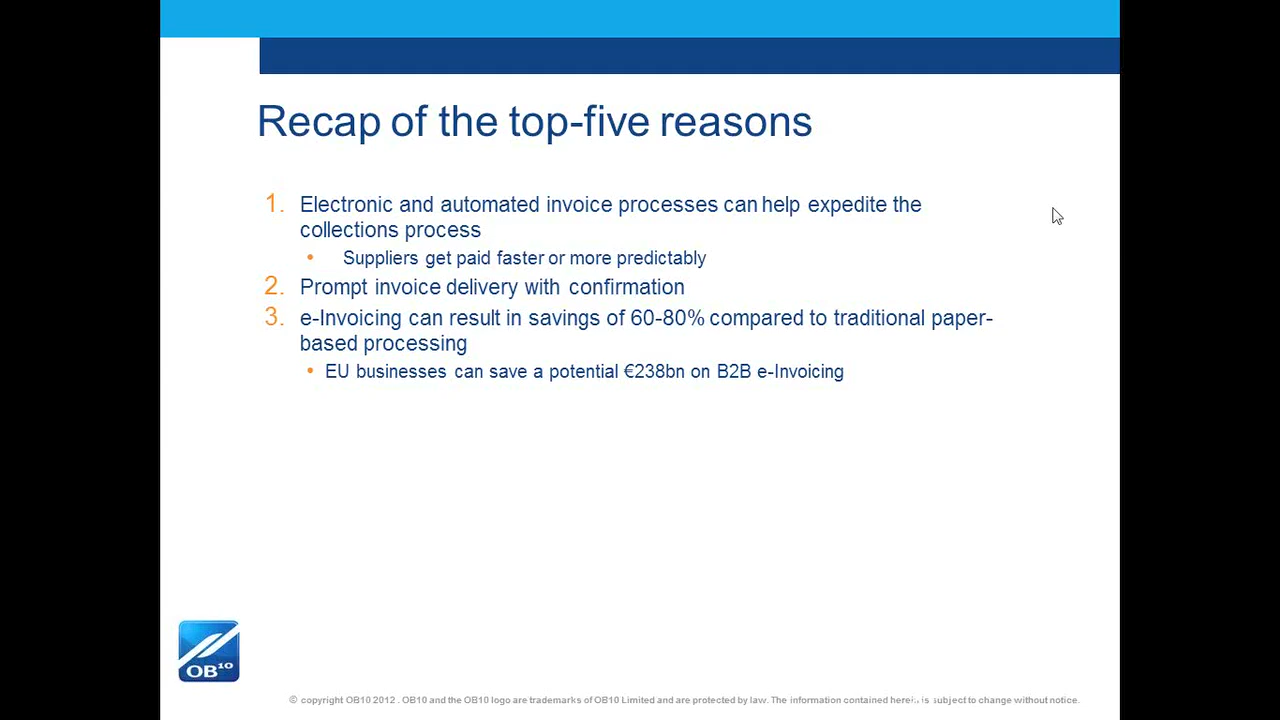 Recap of the top-five reasons
1. Electronic and automated invoice processes can help expedite the
collections process
• Suppliers get paid faster or more predictably
2. Prompt invoice delivery with confirmation
3. e-Invoicing can result in savings of 60-80% compared to traditional paper-
based processing
• EU businesses can save a potential €238bn on B2B e-Invoicing
OB10
© copyright OB10 2012 . OB10 and the OB10 logo are trademarks of OB10 Limited and are protected by law. The information contained herein is subject to change without notice.